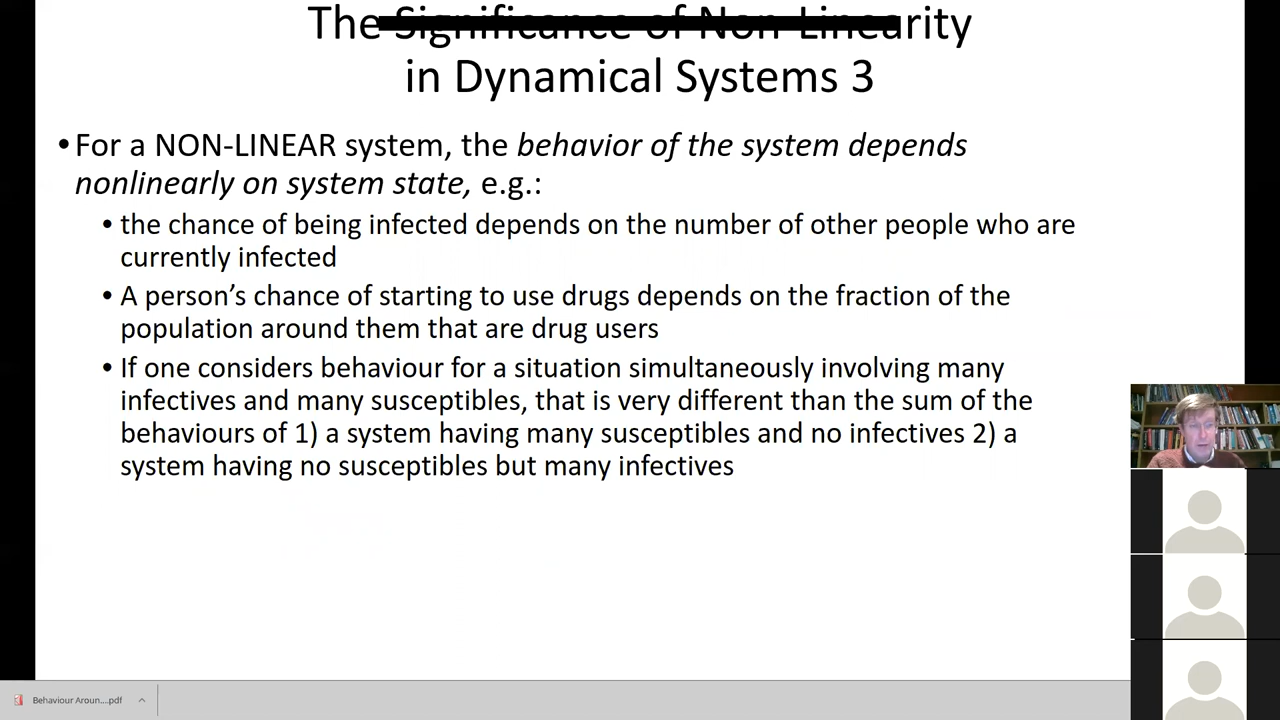 The Significance of Non-Linearity
in Dynamical Systems 3
•For a NON-LINEAR system, the behavior of the system depends
nonlinearly on system state, e.g.:
• the chance of being infected depends on the number of other people who are
currently infected
• A person’s chance of starting to use drugs depends on the fraction of the
population around them that are drug users
• If one considers behaviour for a situation simultaneously involving many
infectives and many susceptibles, that is very different than the sum of the
behaviours of 1) a system having many susceptibles and no infectives 2) a
system having no susceptibles but many infectives
Behaviour Aroun....pdf